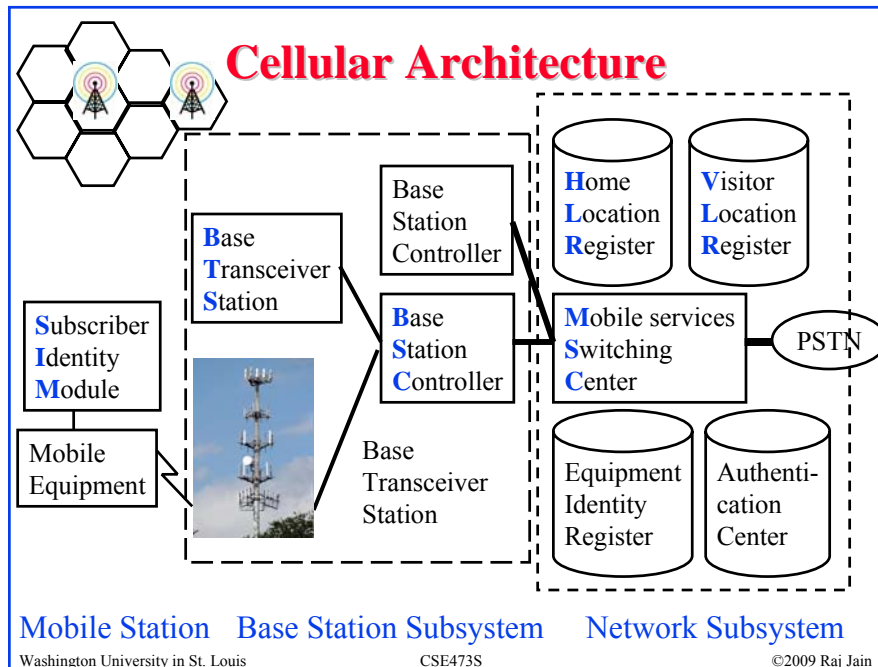 Cellular Architecture
Subscriber
Identity
Module
Mobile
Equipment
Base
Transceiver
Station
Base
Station
Controller
Base
Station
Controller
Base
Transceiver
Station
Home
Location
Register
Visitor
Location
Register
Mobile services
Switching
Center
PSTN
Equipment
Identity
Register
Authenti-
cation
Center
Mobile Station Base Station Subsystem Network Subsystem
Washington University in St. Louis CSE473S ©2009 Raj Jain